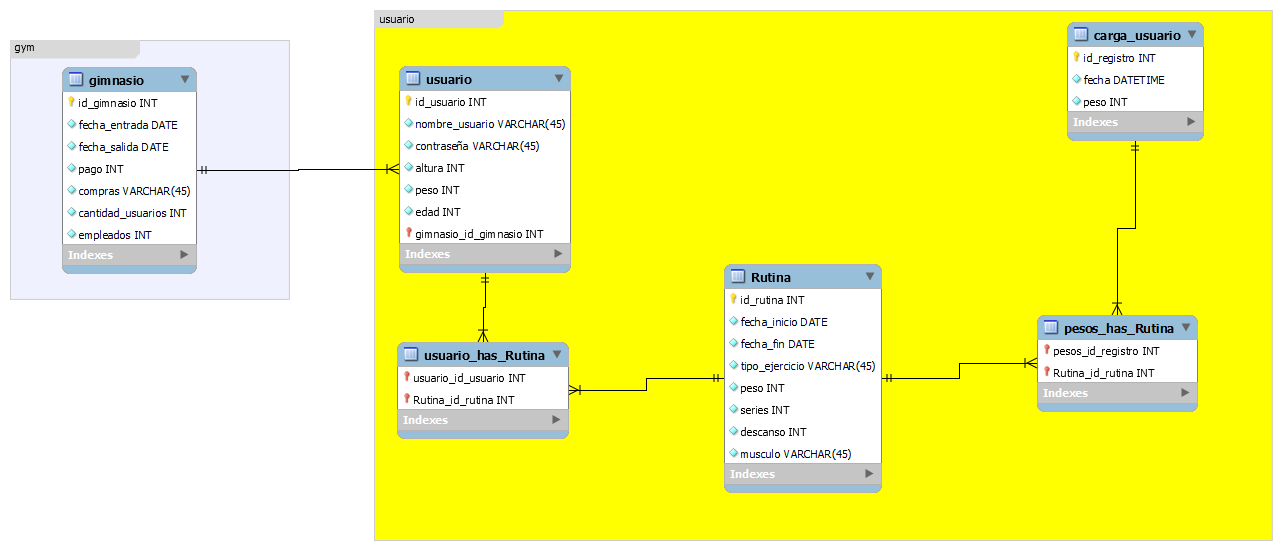 gym
gimnasio
id_gimnasio INT
fecha_entrada DATE
fecha_salida DATE
pago INT
compras VARCHAR(45)
cantidad_usuarios INT
empleados INT
Indexes
usuario
usuario
id_usuario INT
nombre_usuario VARCHAR(45)
contraseña VARCHAR(45)
altura INT
peso INT
edad INT
gimnasio_id_gimnasio INT
Indexes
usuario_has_Rutina
usuario_id_usuario INT
Rutina_id_rutina INT
Indexes
Rutina
id_rutina INT
fecha_inicio DATE
fecha_fin DATE
tipo_ejercicio VARCHAR(45)
peso INT
series INT
descanso INT
musculo VARCHAR(45)
Indexes
carga_usuario
id_registro INT
fecha DATETIME
peso INT
Indexes
pesos_has_Rutina
pesos_id_registro INT
Rutina_id_rutina INT
Indexes